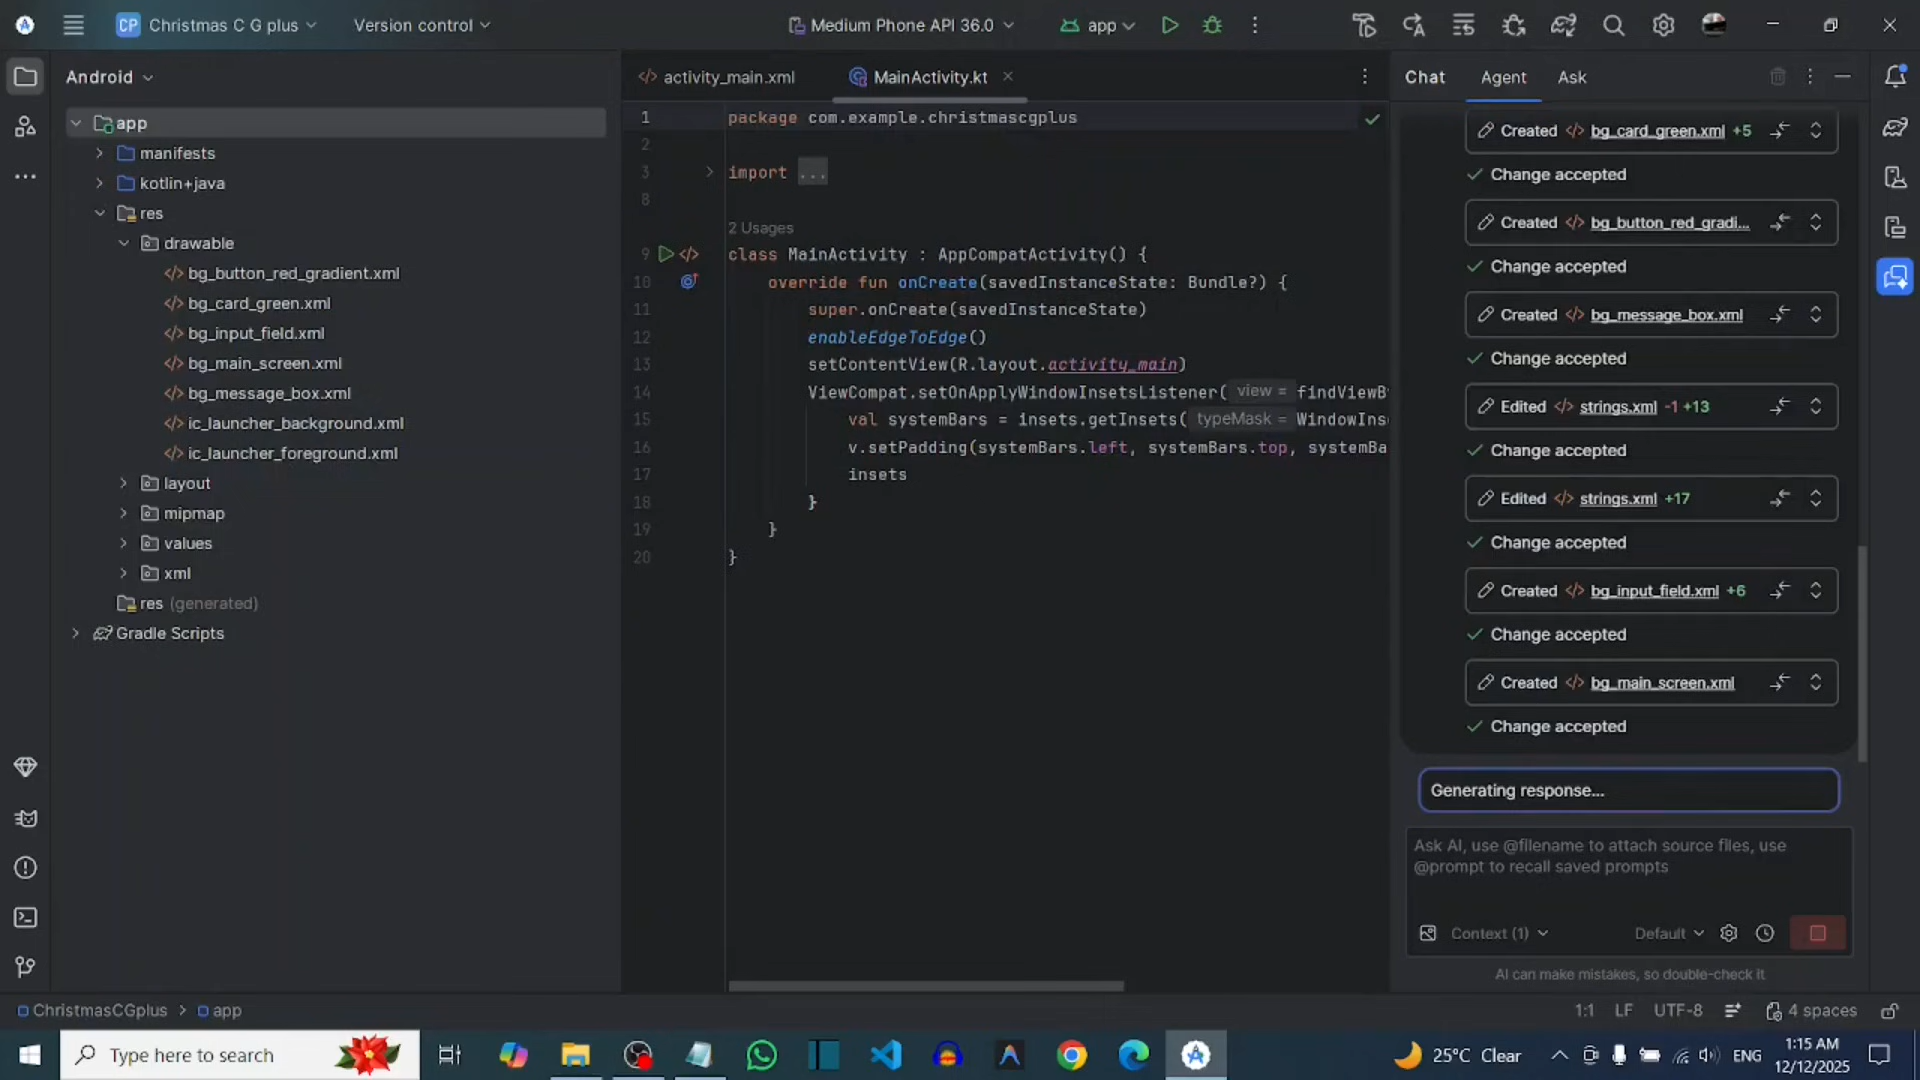 CP Christmas C G plus
Version control
Medium Phone API 36.0
app
Android
app
manifests
kotlin+java
res
drawable
bg_button_red_gradient.xml
bg_card_green.xml
bg_input_field.xml
bg_main_screen.xml
bg_message_box.xml
ic_launcher_background.xml
ic_launcher_foreground.xml
layout
mipmap
values
xml
res (generated)
Gradle Scripts
activity_main.xml
MainActivity.kt
1 package com.example.christmascgplus
2
3 import ...
8
2 Usages
9 class MainActivity : AppCompatActivity() {
10 override fun onCreate(savedInstanceState: Bundle?) {
11 super.onCreate(savedInstanceState)
12 enableEdgeToEdge()
13 setContentView(R.layout.activity_main)
14 ViewCompat.setOnApplyWindowInsetsListener( view = findViewB
15 val systemBars = insets.getInsets( typeMask = WindowIns
16 v.setPadding(systemBars.left, systemBars.top, systemBa
17 insets
18 }
19 }
20 }
Chat Agent Ask
Created bg_card_green.xml +5
Change accepted
Created bg_button_red_gradi...
Change accepted
Created bg_message_box.xml
Change accepted
Edited strings.xml -1 +13
Change accepted
Edited strings.xml +17
Change accepted
Created bg_input_field.xml +6
Change accepted
Created bg_main_screen.xml
Change accepted
Generating response...
Ask AI, use @filename to attach source files, use
@prompt to recall saved prompts
Context (1) Default
AI can make mistakes, so double-check it
ChristmasCGplus > app
1:1 LF UTF-8 4 spaces
Type here to search
25°C Clear
ENG
1:15 AM
12/12/2025